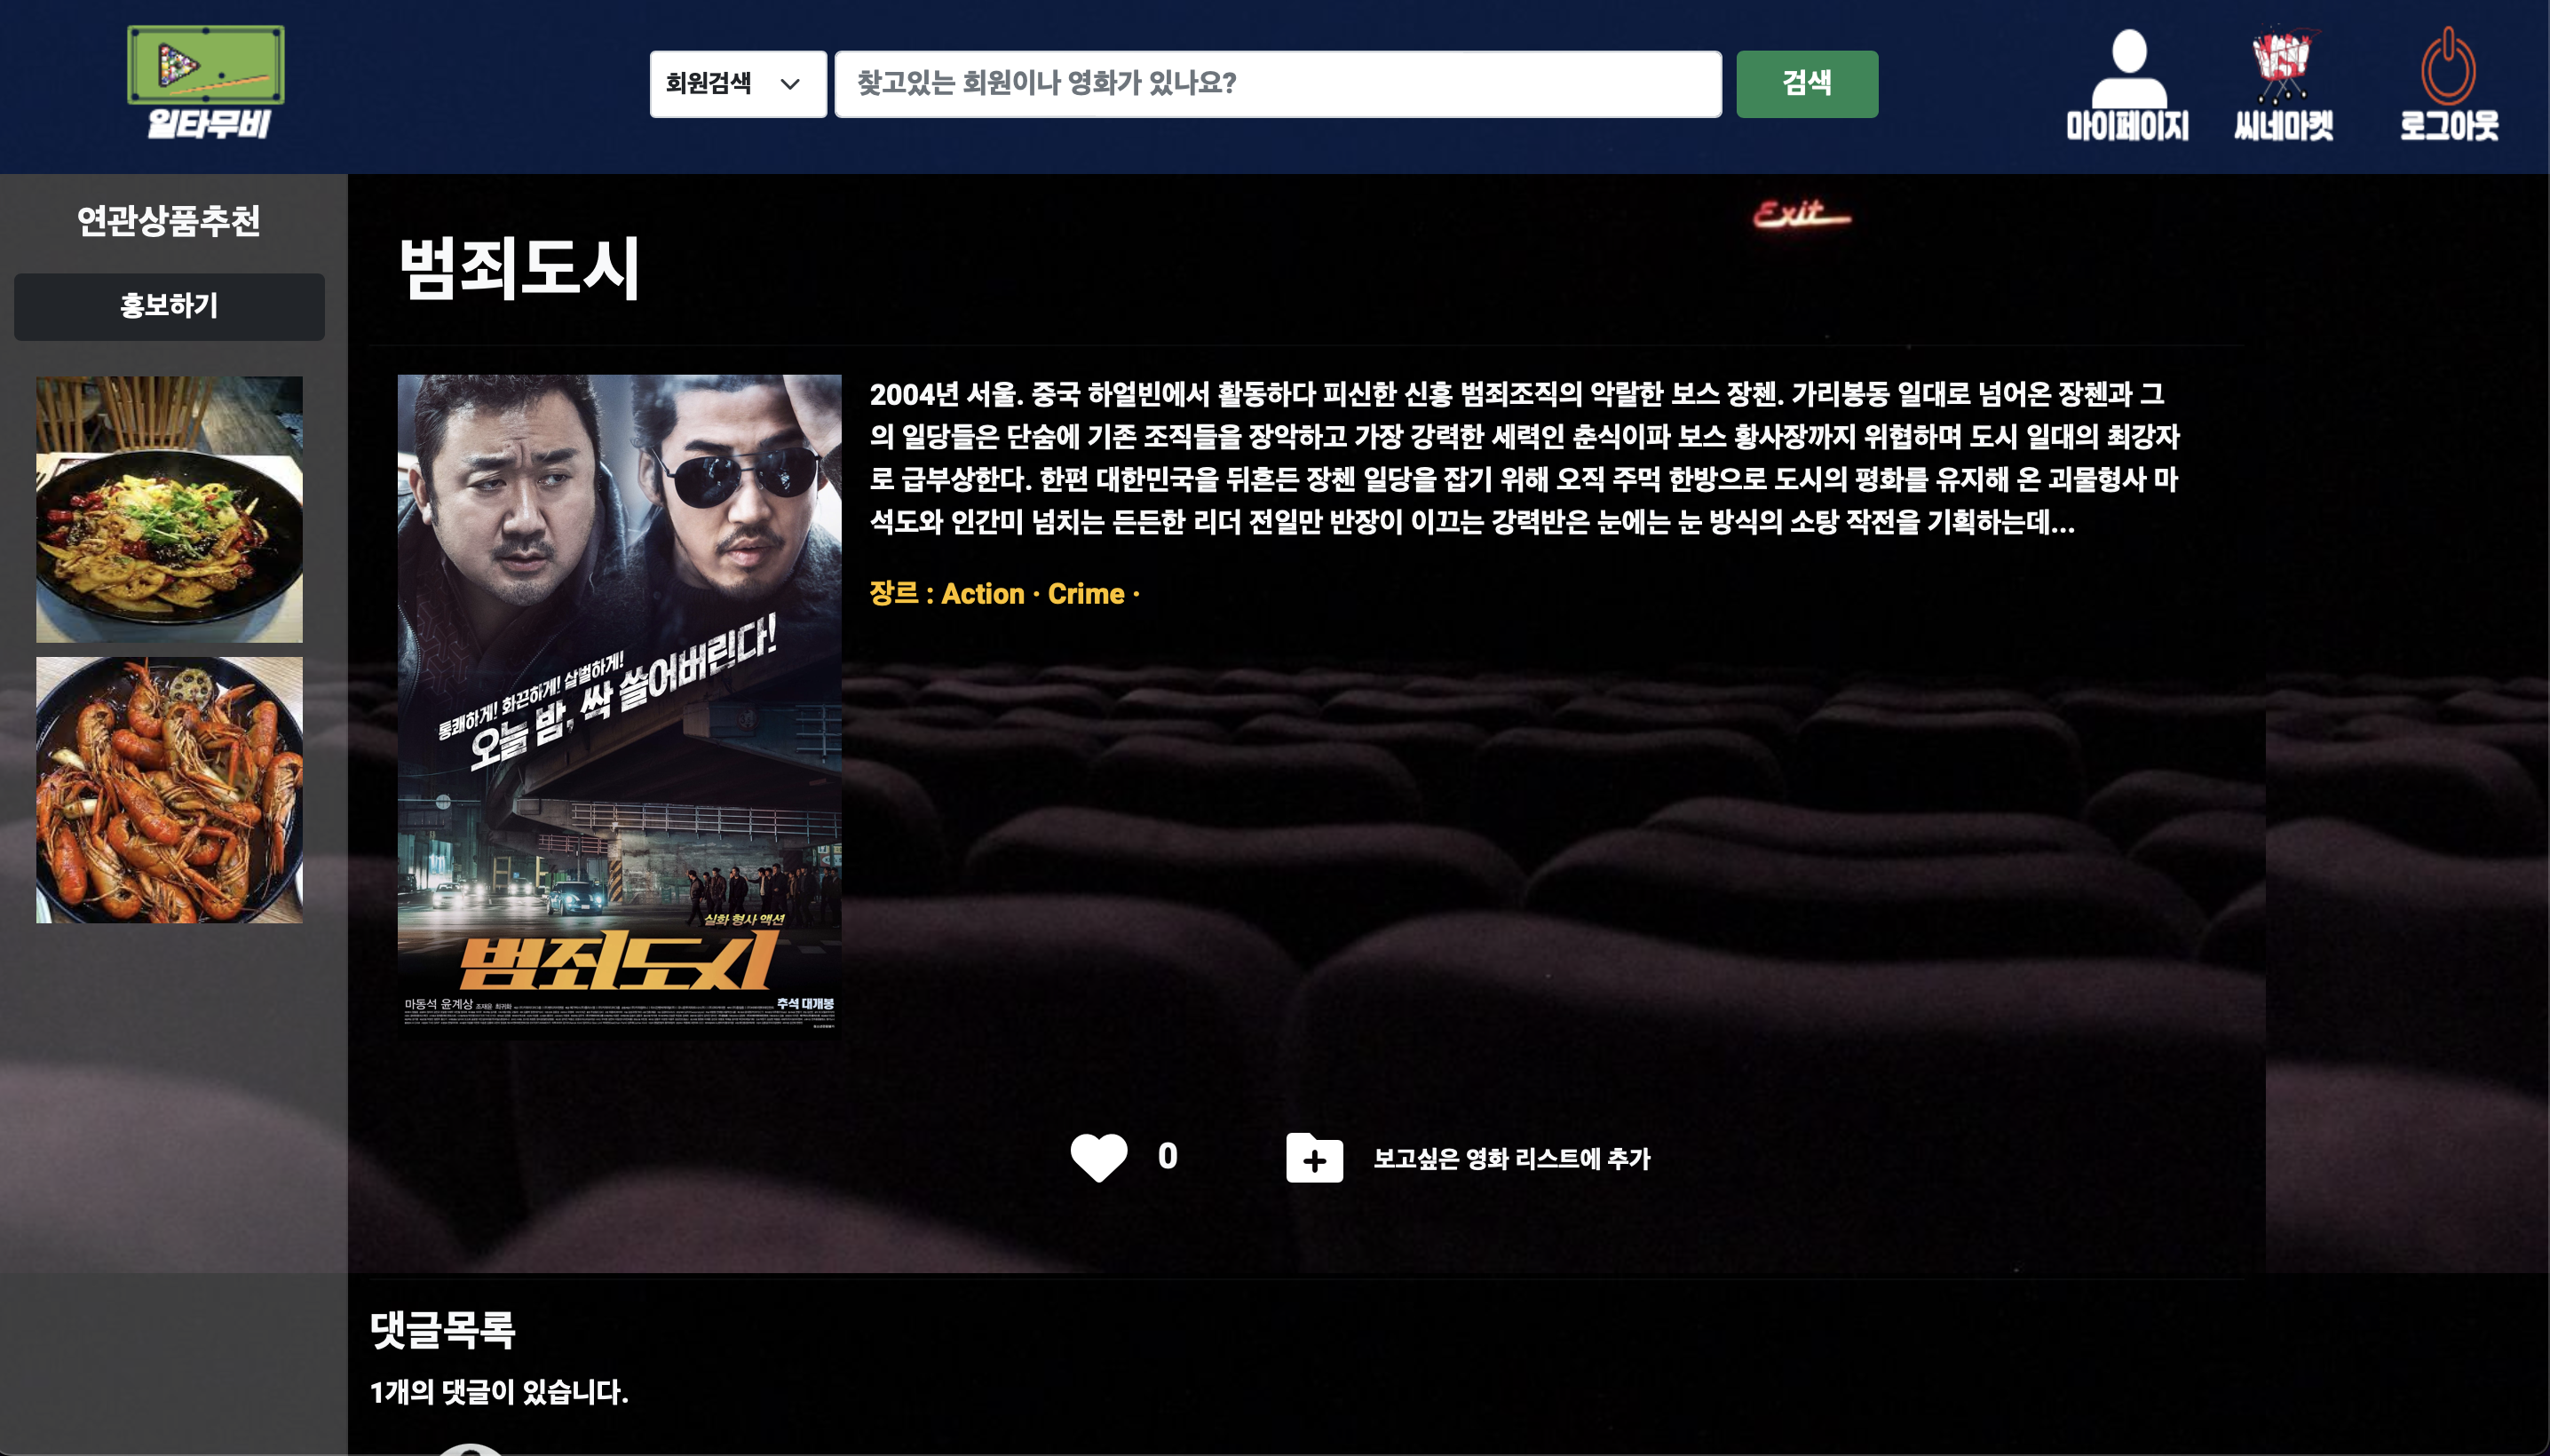 일타무비
회원검색
찾고있는 회원이나 영화가 있나요?
검색
마이페이지
씨네마켓
로그아웃
연관상품추천
홍보하기
Exit
범죄도시
2004년 서울. 중국 하얼빈에서 활동하다 피신한 신흥 범죄조직의 악랄한 보스 장첸. 가리봉동 일대로 넘어온 장첸과 그
의 일당들은 단숨에 기존 조직들을 장악하고 가장 강력한 세력인 춘식이파 보스 황사장까지 위협하며 도시 일대의 최강자
로 급부상한다. 한편 대한민국을 뒤흔든 장첸 일당을 잡기 위해 오직 주먹 한방으로 도시의 평화를 유지해 온 괴물형사 마
석도와 인간미 넘치는 든든한 리더 전일만 반장이 이끄는 강력반은 눈에는 눈 방식의 소탕 작전을 기획하는데...
장르 : Action · Crime ·
통쾌하게! 화끈하게! 살벌하게!
오늘 밤, 싹 쓸어버린다!
실화 형사 액션
범죄도시
마동석 윤계상 조재윤 최귀화
추석 대개봉
0
보고싶은 영화 리스트에 추가
댓글목록
1개의 댓글이 있습니다.